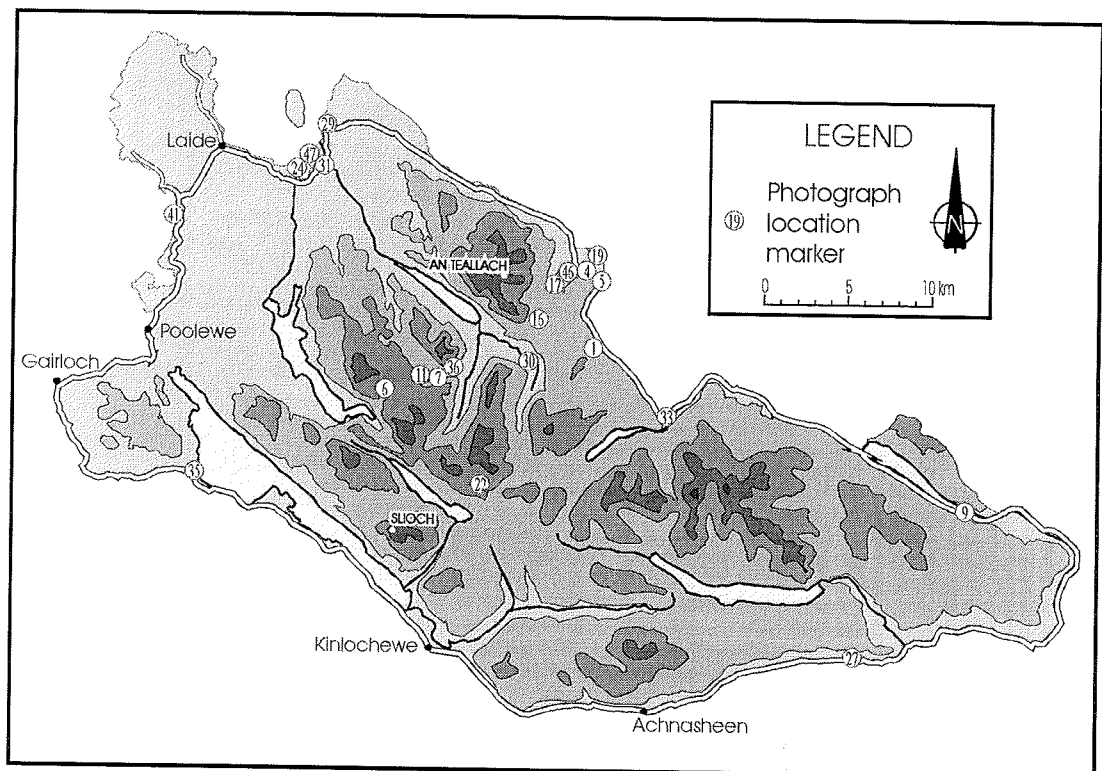 LEGEND
Photograph
19 location
marker
N
0 5 10 km
29
Laide
47
24 31
41
AN TEALLACH
19
46 4
17 5
16
Poolewe
1
30
Gairloch
11 7 36
6
33
35
22
9
SLIOCH
Kinlochewe
27
Achnasheen